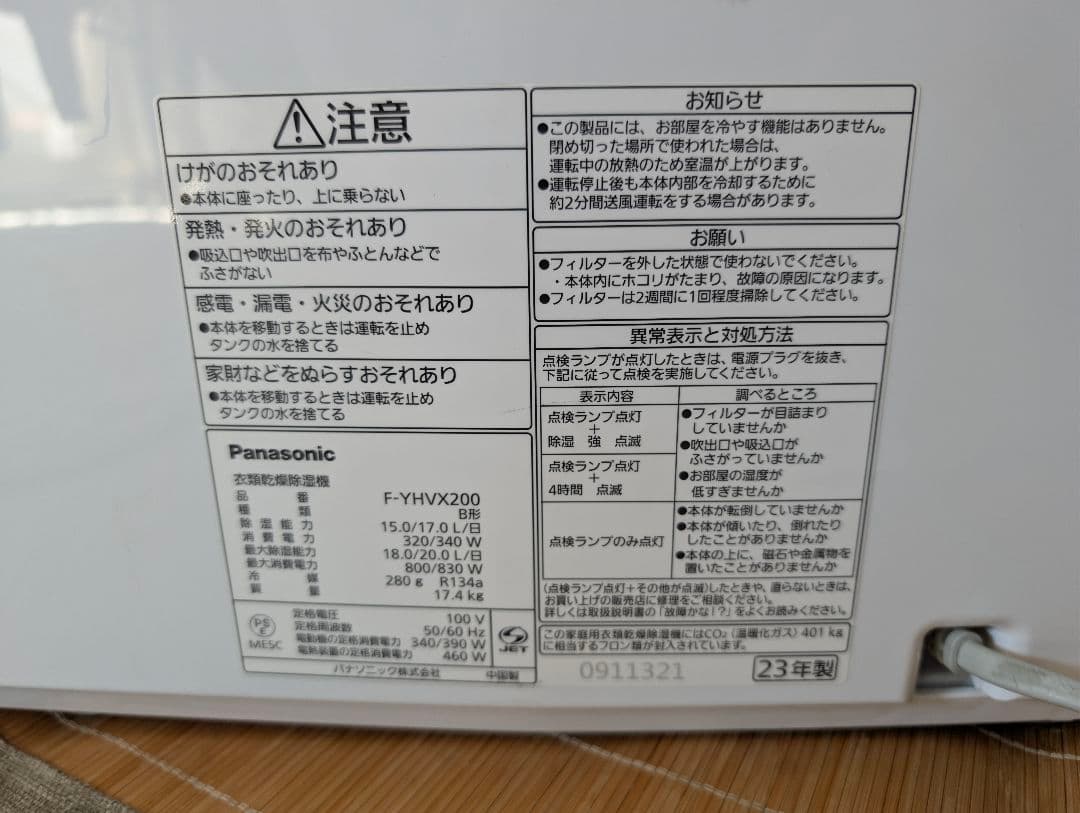 注意
けがのおそれあり
●本体に座ったり、上に乗らない
発熱・発火のおそれあり
●吸込口や吹出口を布やふとんなどで
ふさがない
感電・漏電・火災のおそれあり
●本体を移動するときは運転を止め
タンクの水を捨てる
家財などをぬらすおそれあり
●本体を移動するときは運転を止め
タンクの水を捨てる
Panasonic
衣類乾燥除湿機
品番 F-YHVX200
種類 B形
除湿能力 15.0/17.0 L/日
消費電力 320/340 W
最大除湿能力 18.0/20.0 L/日
最大消費電力 800/830 W
冷媒 280 g R134a
質量 17.4 kg
PS
E
MESC
定格電圧 100 V
定格周波数 50/60 Hz
電動機の定格消費電力 340/390 W
電熱装置の定格消費電力 460 W
S
JET
パナソニック株式会社 中国製
お知らせ
●この製品には、お部屋を冷やす機能はありません。
閉め切った場所で使われた場合は、
運転中の放熱のため室温が上がります。
●運転停止後も本体内部を冷却するために
約2分間送風運転をする場合があります。
お願い
●フィルターを外した状態で使わないでください。
・本体内にホコリがたまり、故障の原因になります。
●フィルターは2週間に1回程度掃除してください。
異常表示と対処方法
点検ランプが点灯したときは、電源プラグを抜き、
下記に従って点検を実施してください。
表示内容 調べるところ
点検ランプ点灯
+
除湿 強 点滅
点検ランプ点灯
+
4時間 点滅
●フィルターが目詰まり
していませんか
●吹出口や吸込口が
ふさがっていませんか
●お部屋の湿度が
低すぎませんか
点検ランプのみ点灯
●本体が転倒していませんか
●本体が傾いたり、倒れたり
したことがありませんか
●本体の上に、磁石や金属物を
置いたことがありませんか
(点検ランプ点灯+その他が点滅)したときや、直らないときは、
お買い上げの販売店に修理をご相談ください。
詳しくは取扱説明書の「故障かな!?」をよくお読みください。
この家庭用衣類乾燥除湿機にはCO₂(温暖化ガス) 401 kg
に相当するフロン類が封入されています。
0911321
23年製